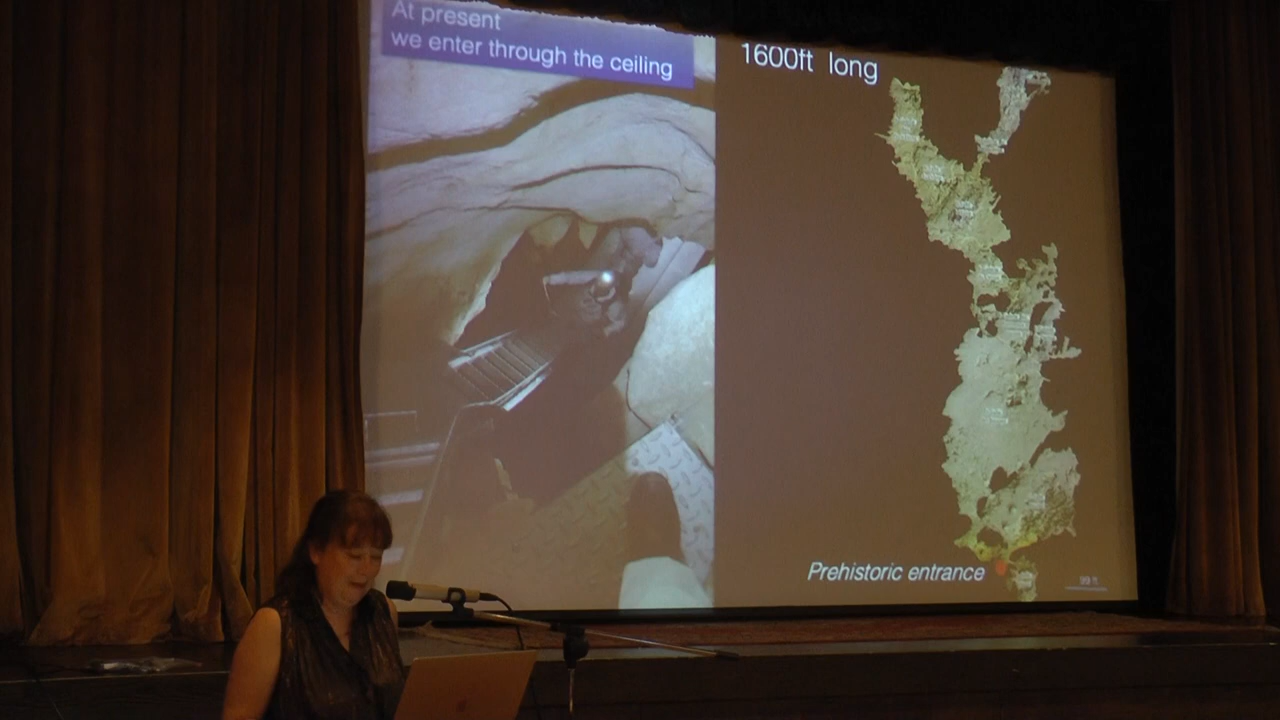 At present
we enter through the ceiling
1600ft long
Prehistoric entrance